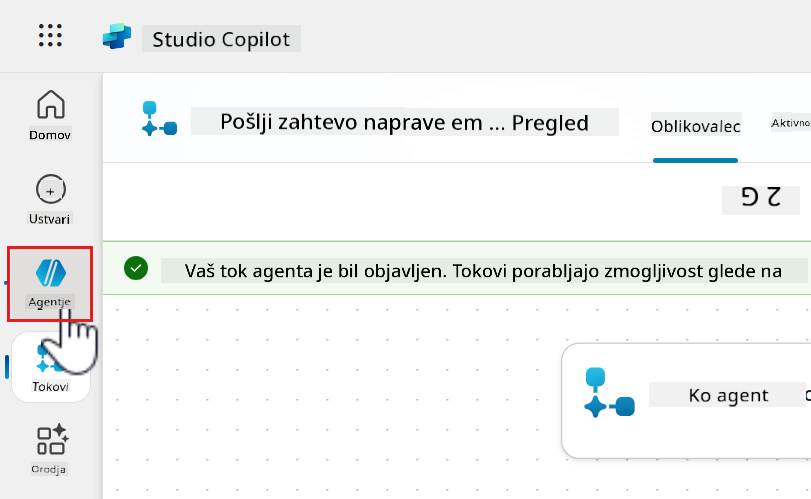 Studio Copilot
Domov
Ustvari
Agentje
Tokovi
Orodja
Pošlji zahtevo naprave em ... Pregled
Oblikovalec
Aktivno
2 G
Vaš tok agenta je bil objavljen. Tokovi porabljajo zmogljivost glede na
Ko agent